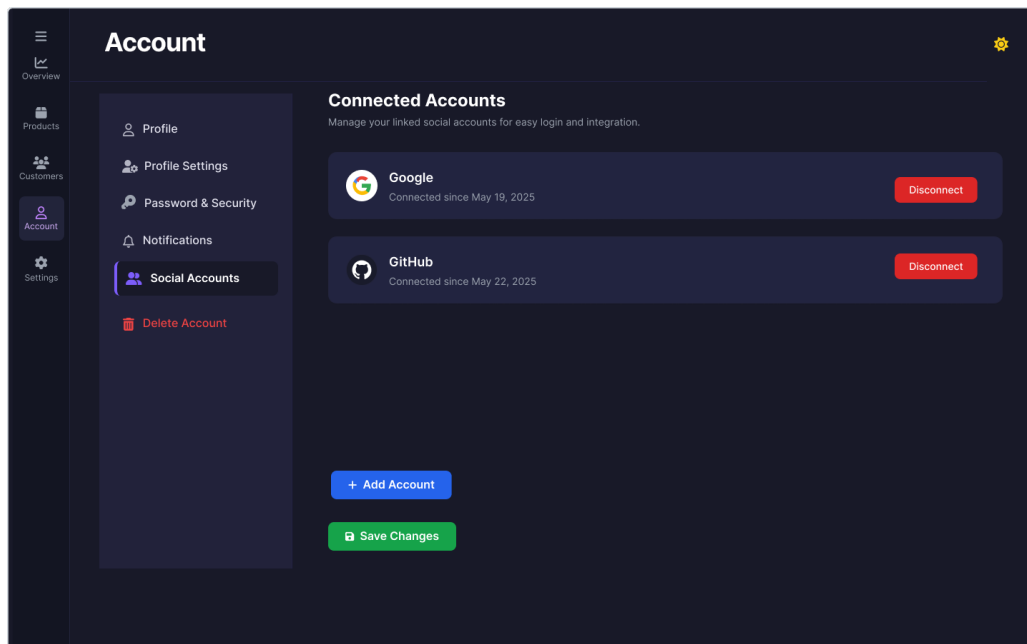 Account
Overview
Products
Customers
Account
Settings
Profile
Profile Settings
Password & Security
Notifications
Social Accounts
Delete Account
Connected Accounts
Manage your linked social accounts for easy login and integration.
Google
Connected since May 19, 2025
Disconnect
GitHub
Connected since May 22, 2025
Disconnect
+ Add Account
Save Changes